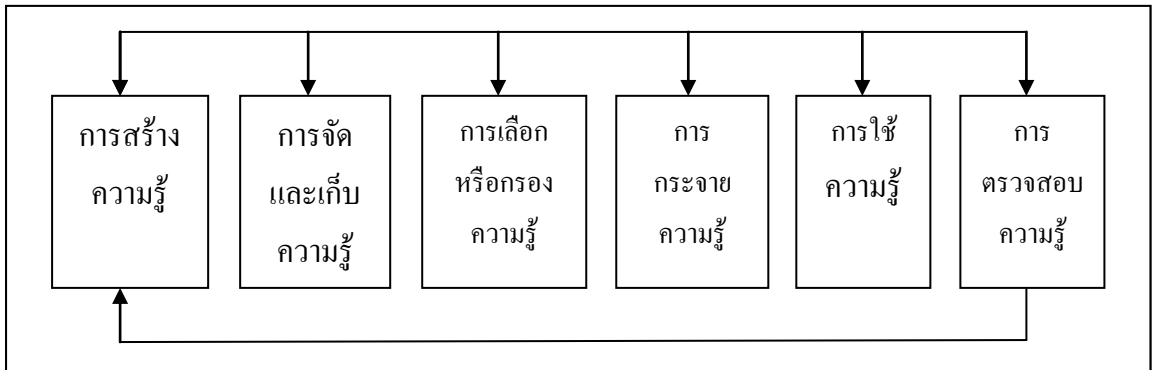 การสร้าง
ความรู้
การจัด
และเก็บ
ความรู้
การเลือก
หรือกรอง
ความรู้
การ
กระจาย
ความรู้
การใช้
ความรู้
การ
ตรวจสอบ
ความรู้